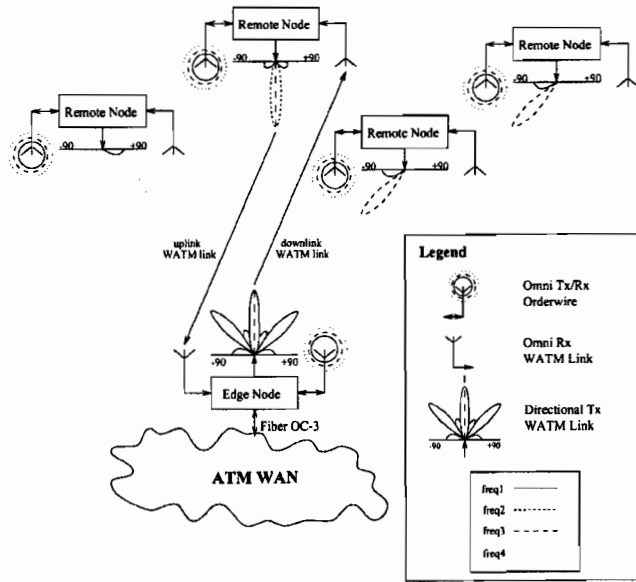 Remote Node
-90
+90
Remote Node
-90
+90
Remote Node
-90
+90
Remote Node
-90
+90
uplink
WATM link
downlink
WATM link
-90
+90
Edge Node
Fiber OC-3
ATM WAN
Legend
Omni Tx/Rx
Orderwire
Omni Rx
WATM Link
Directional Tx
WATM Link
-90
+90
freq1
freq2
freq3
freq4